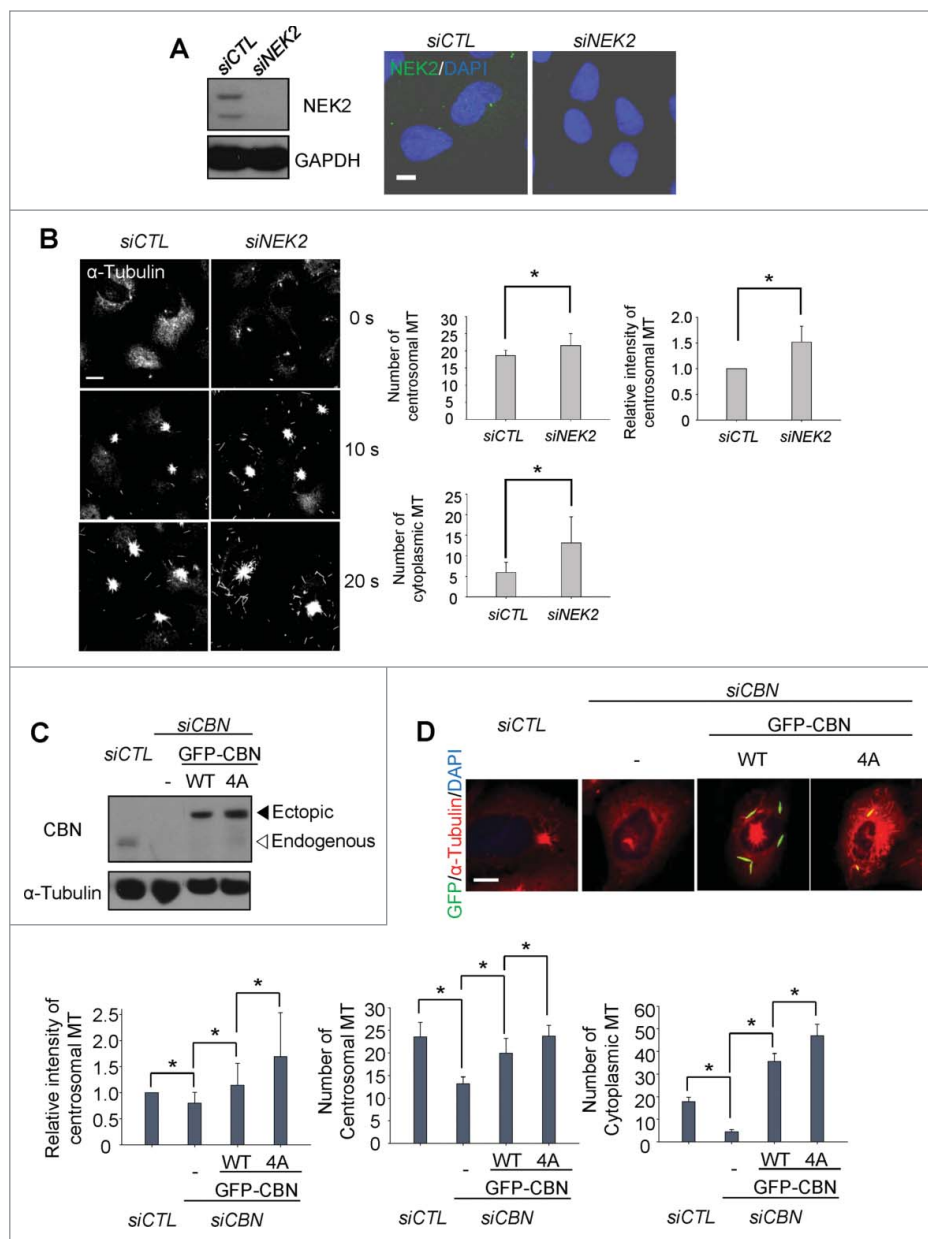 A
siCTL
siNEK2
NEK2
GAPDH
siCTL
siNEK2
NEK2/DAPI
B
siCTL
siNEK2
α-Tubulin
0 s
10 s
20 s
*
Number of
centrosomal MT
30
25
20
15
10
5
0
siCTL
siNEK2
*
Relative intensity of
centrosomal MT
2.0
1.5
1.0
0.5
0
siCTL
siNEK2
*
Number of
cytoplasmic MT
25
20
15
10
5
0
siCTL
siNEK2
C
siCBN
siCTL
GFP-CBN
-
WT
4A
CBN
Ectopic
Endogenous
α-Tubulin
D
siCBN
siCTL
GFP-CBN
-
WT
4A
GFP/α-Tubulin/DAPI
Relative intensity of
centrosomal MT
2.5
2.0
1.5
1.0
0.5
0
*
*
*
-
WT
4A
GFP-CBN
siCTL
siCBN
Number of
Centrosomal MT
30
25
20
15
10
5
0
*
*
*
-
WT
4A
GFP-CBN
siCTL
siCBN
Number of
Cytoplasmic MT
60
50
40
30
20
10
0
*
*
*
-
WT
4A
GFP-CBN
siCTL
siCBN